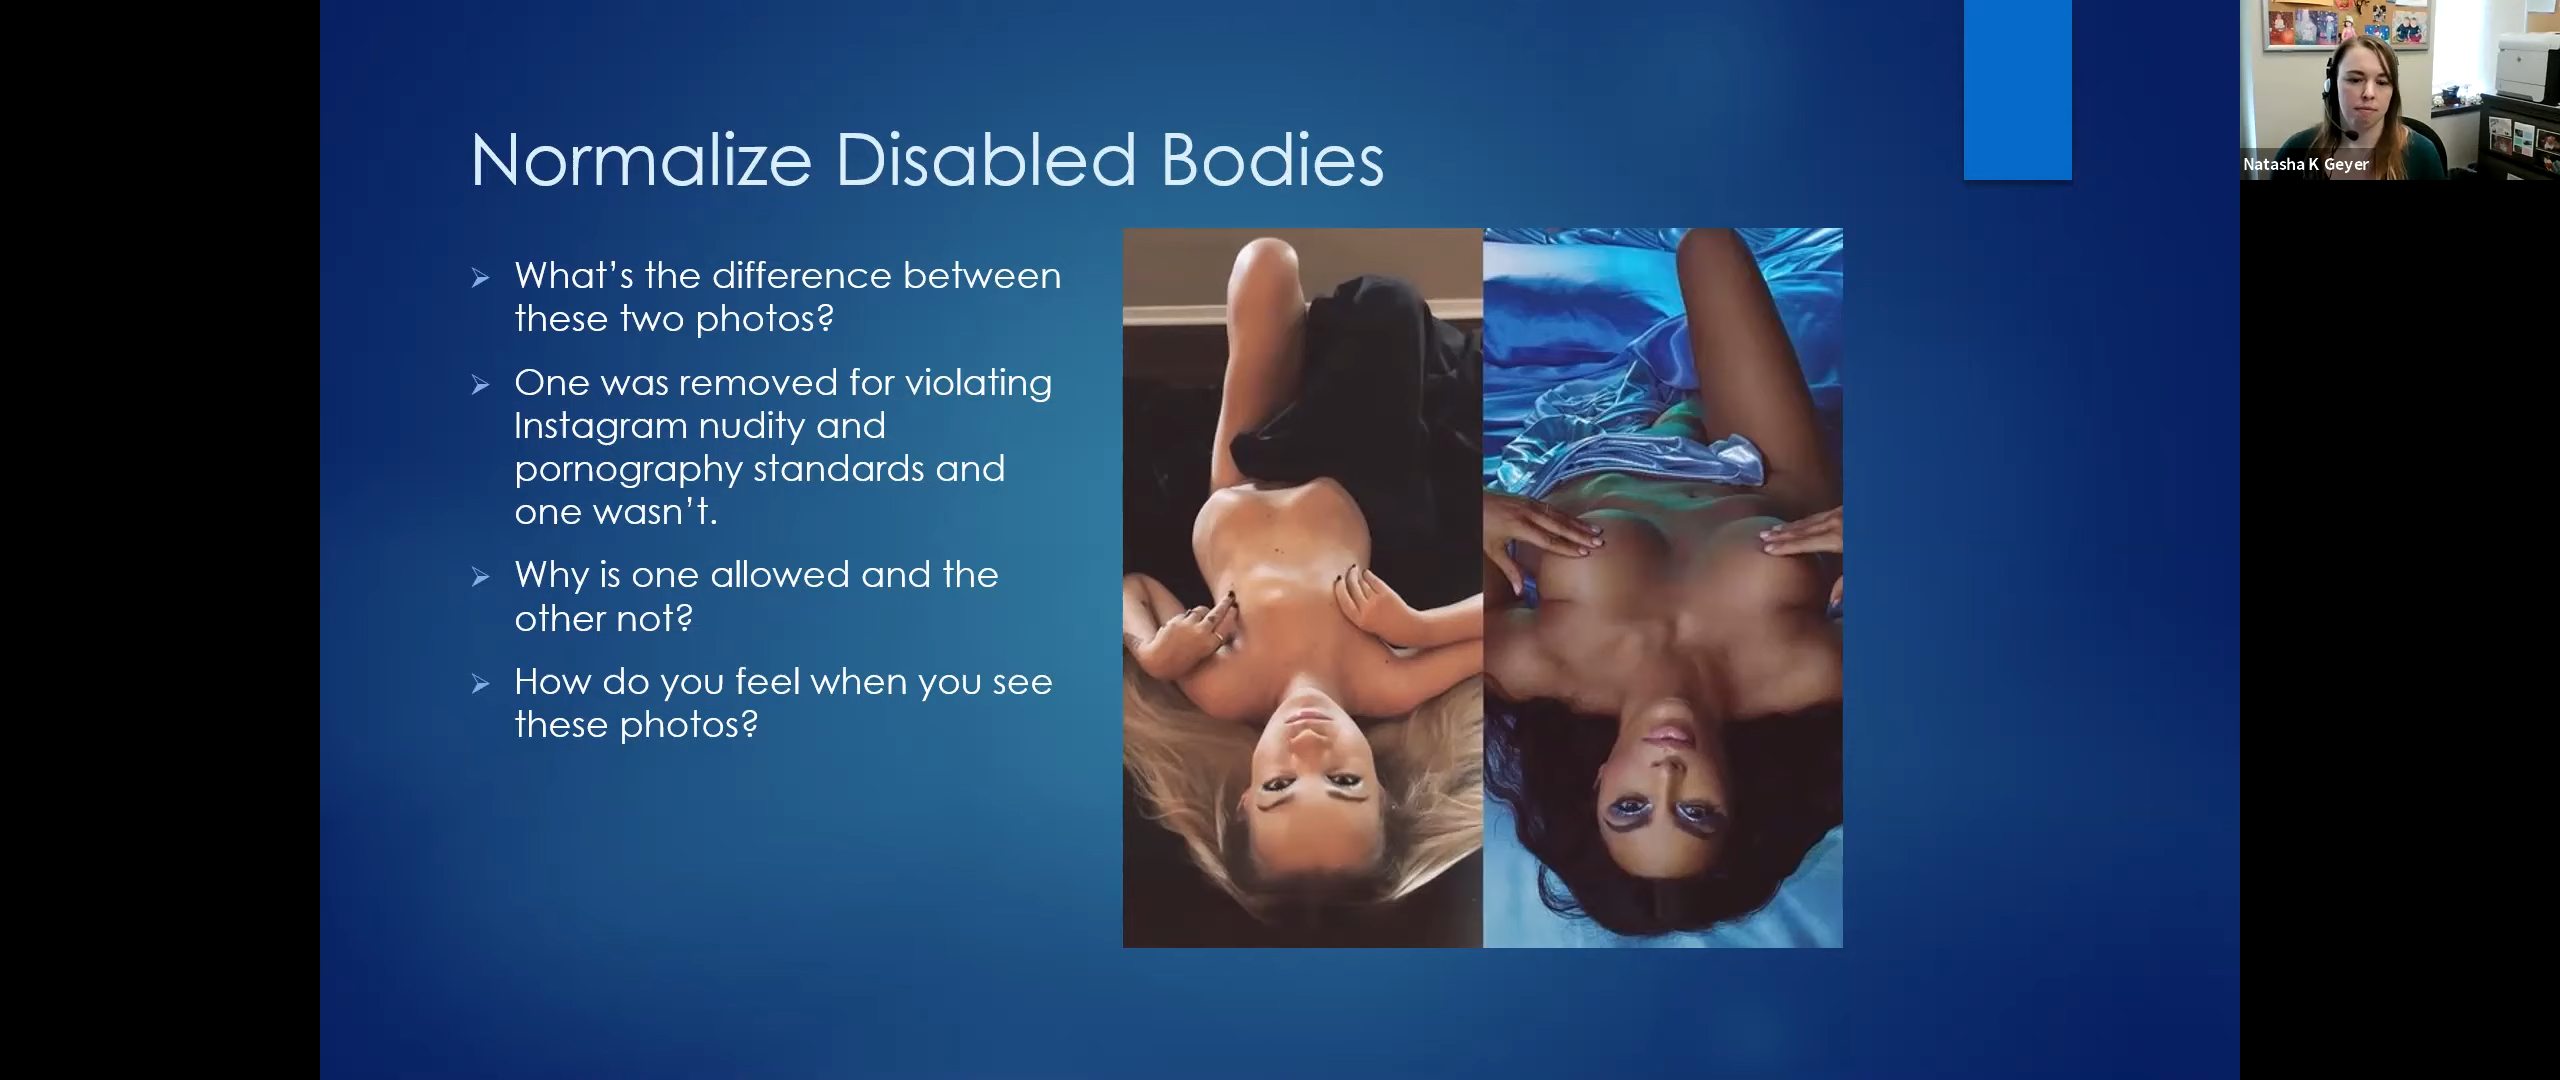 Normalize Disabled Bodies
What’s the difference between
these two photos?
One was removed for violating
Instagram nudity and
pornography standards and
one wasn’t.
Why is one allowed and the
other not?
How do you feel when you see
these photos?
Natasha K Geyer